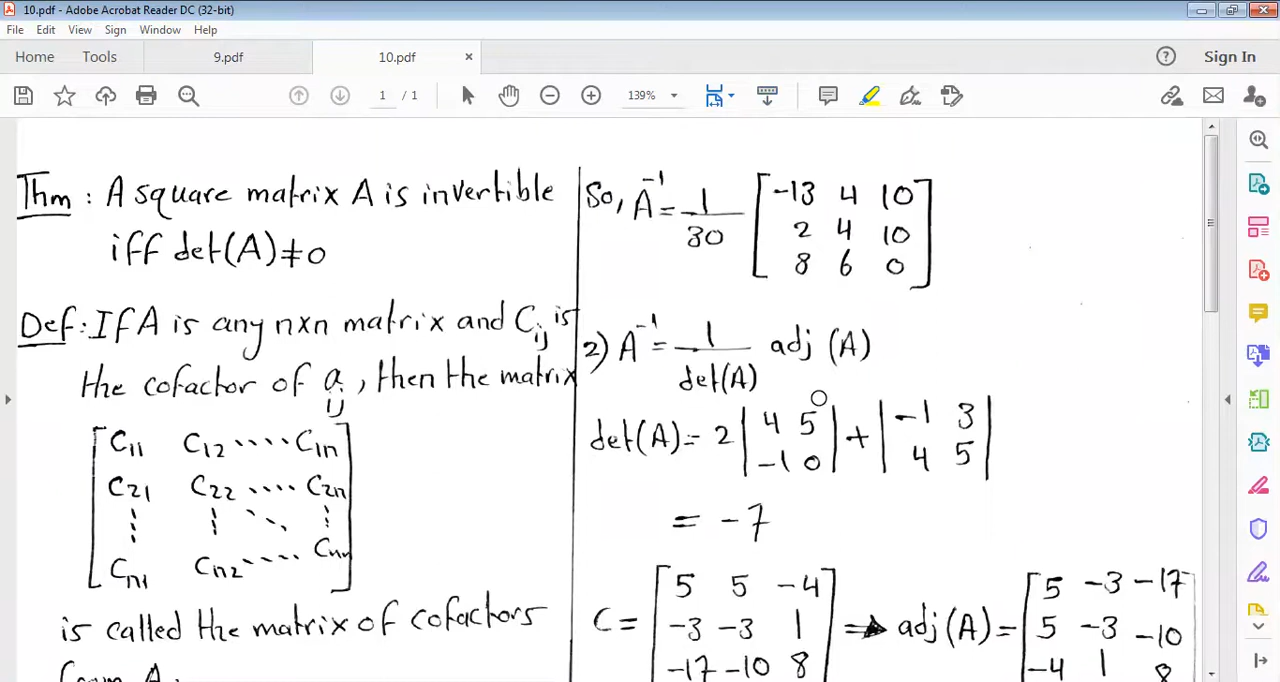 10.pdf - Adobe Acrobat Reader DC (32-bit)
File Edit View Sign Window Help
Home Tools 9.pdf 10.pdf × Sign In
1 / 1 139%
Thm : A square matrix A is invertible
iff det(A)≠0
Def: If A is any n×n matrix and Cij is
the cofactor of aij, then the matrix
[C11 C12 .... C1n
C21 C22 .... C2n
⋮ ⋮ ⋱ ⋮
Cn1 Cn2 .... Cnn]
is called the matrix of cofactors
from A.
So, A⁻¹ = 1/30 [-13 4 10
2 4 10
8 6 0]
2) A⁻¹ = 1/det(A) adj (A)
det(A) = 2 |4 5; -1 0| + |-1 3; 4 5|
= -7
C = [5 5 -4
-3 -3 1
-17 -10 8]
⇒ adj(A) = [5 -3 -17
5 -3 -10
-4 1 8]